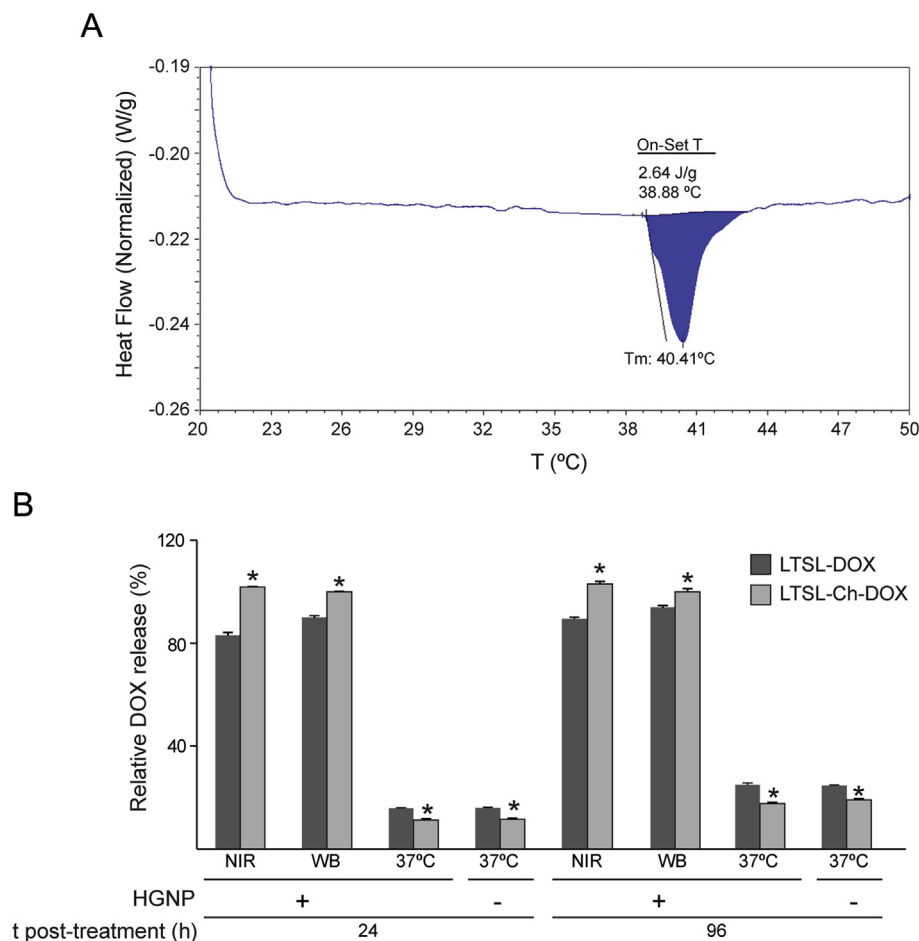 A
Heat Flow (Normalized) (W/g)
-0.19
-0.20
-0.22
-0.24
-0.26
On-Set T
2.64 J/g
38.88 ºC
Tm: 40.41ºC
20 23 26 29 32 35 38 41 44 47 50
T (ºC)
B
Relative DOX release (%)
120
80
40
LTSL-DOX
LTSL-Ch-DOX
* * * * * * * *
NIR WB 37ºC 37ºC NIR WB 37ºC 37ºC
HGNP + - + -
t post-treatment (h) 24 96